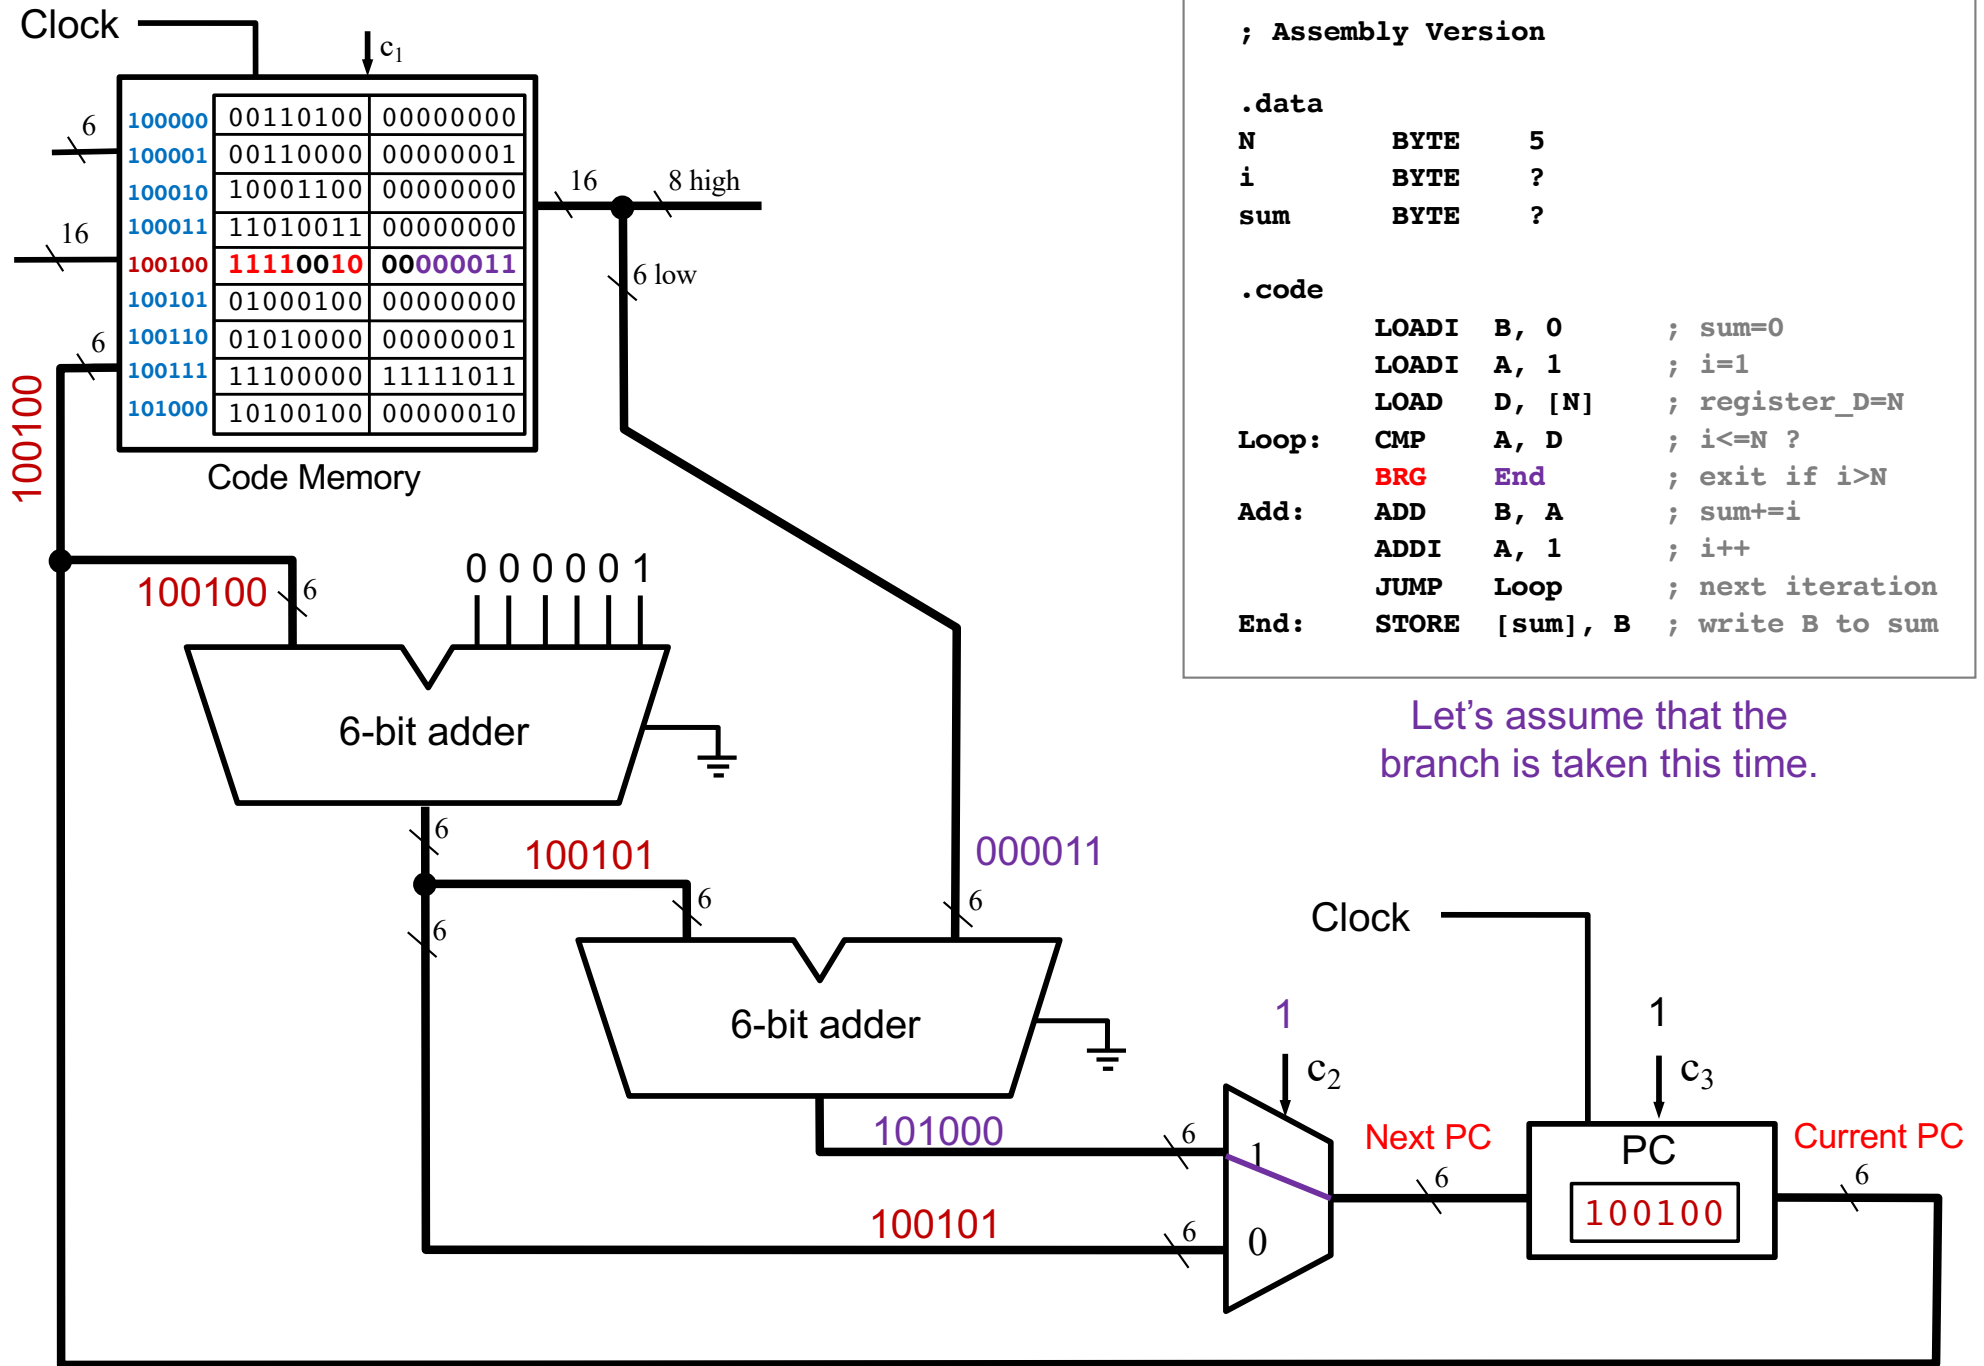 Clock
c1
6
16
6
100000 00110100 00000000
100001 00110000 00000001
100010 10001100 00000000
100011 11010011 00000000
100100 11110010 00000011
100101 01000100 00000000
100110 01010000 00000001
100111 11100000 11111011
101000 10100100 00000010
Code Memory
16
8 high
6 low
100100
100100
6
000001
6-bit adder
6
100101
6
6
000011
6
6-bit adder
101000
6
100101
6
1
c2
1
0
Next PC
6
Clock
1
c3
PC
100100
Current PC
6
; Assembly Version
.data
N BYTE 5
i BYTE ?
sum BYTE ?
.code
LOADI B, 0 ; sum=0
LOADI A, 1 ; i=1
LOAD D, [N] ; register_D=N
Loop: CMP A, D ; i<=N ?
BRG End ; exit if i>N
Add: ADD B, A ; sum+=i
ADDI A, 1 ; i++
JUMP Loop ; next iteration
End: STORE [sum], B ; write B to sum
Let's assume that the
branch is taken this time.